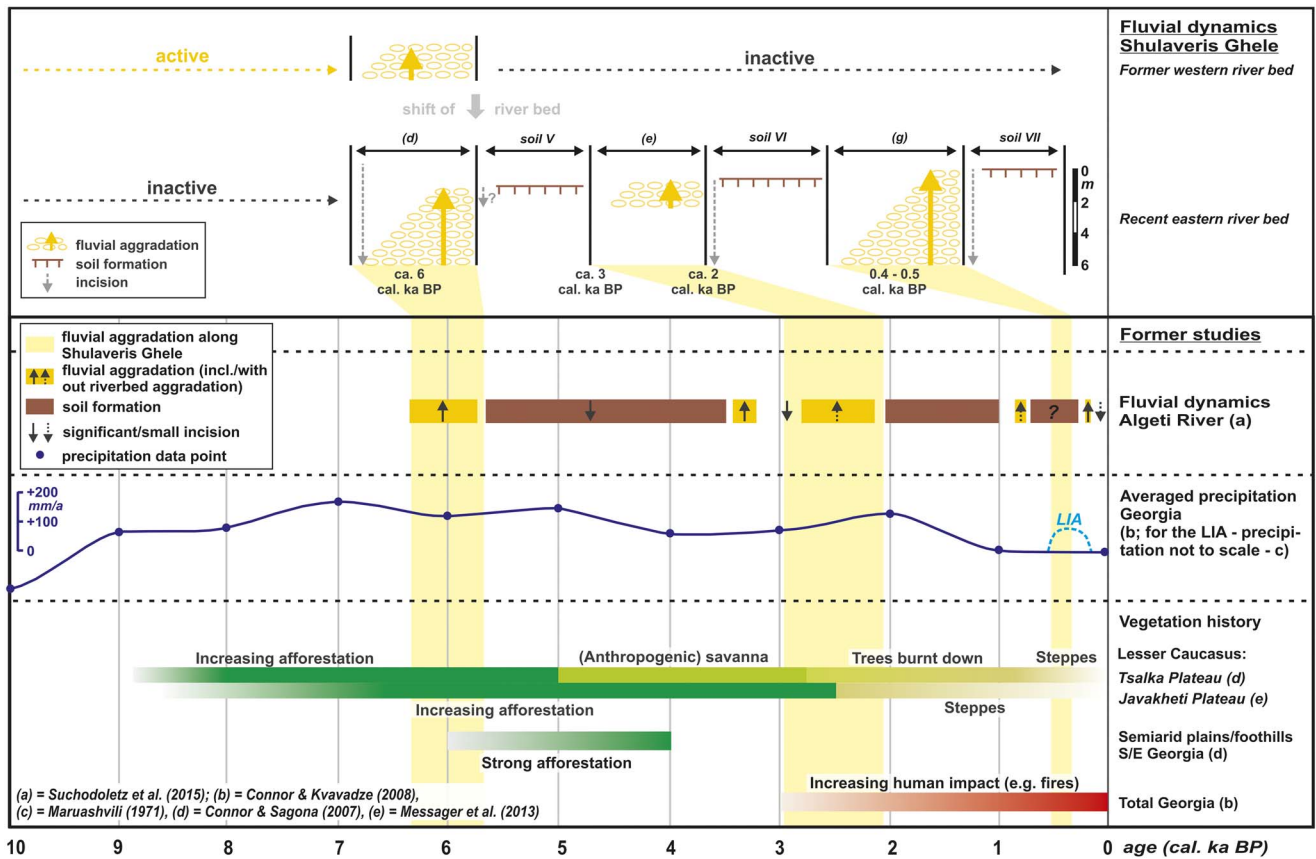 Fluvial dynamics
Shulaveris Ghele
Former western river bed
active
inactive
shift of
river bed
(d)
soil V
(e)
soil VI
(g)
soil VII
inactive
?
0
m
2
4
6
Recent eastern river bed
fluvial aggradation
soil formation
incision
ca. 6
cal. ka BP
ca. 3
cal. ka BP
ca. 2
cal. ka BP
0.4 - 0.5
cal. ka BP
fluvial aggradation along
Shulaveris Ghele
fluvial aggradation (incl./with
out riverbed aggradation)
soil formation
significant/small incision
precipitation data point
Former studies
?
Fluvial dynamics
Algeti River (a)
+200
mm/a
+100
0
LIA
Averaged precipitation
Georgia
(b; for the LIA - precipi-
tation not to scale - c)
Vegetation history
Lesser Caucasus:
Tsalka Plateau (d)
Javakheti Plateau (e)
Increasing afforestation
(Anthropogenic) savanna
Trees burnt down
Steppes
Increasing afforestation
Steppes
Strong afforestation
Semiarid plains/foothills
S/E Georgia (d)
Increasing human impact (e.g. fires)
Total Georgia (b)
(a) = Suchodoletz et al. (2015); (b) = Connor & Kvavadze (2008),
(c) = Maruashvili (1971), (d) = Connor & Sagona (2007), (e) = Messager et al. (2013)
10 9 8 7 6 5 4 3 2 1 0 age (cal. ka BP)